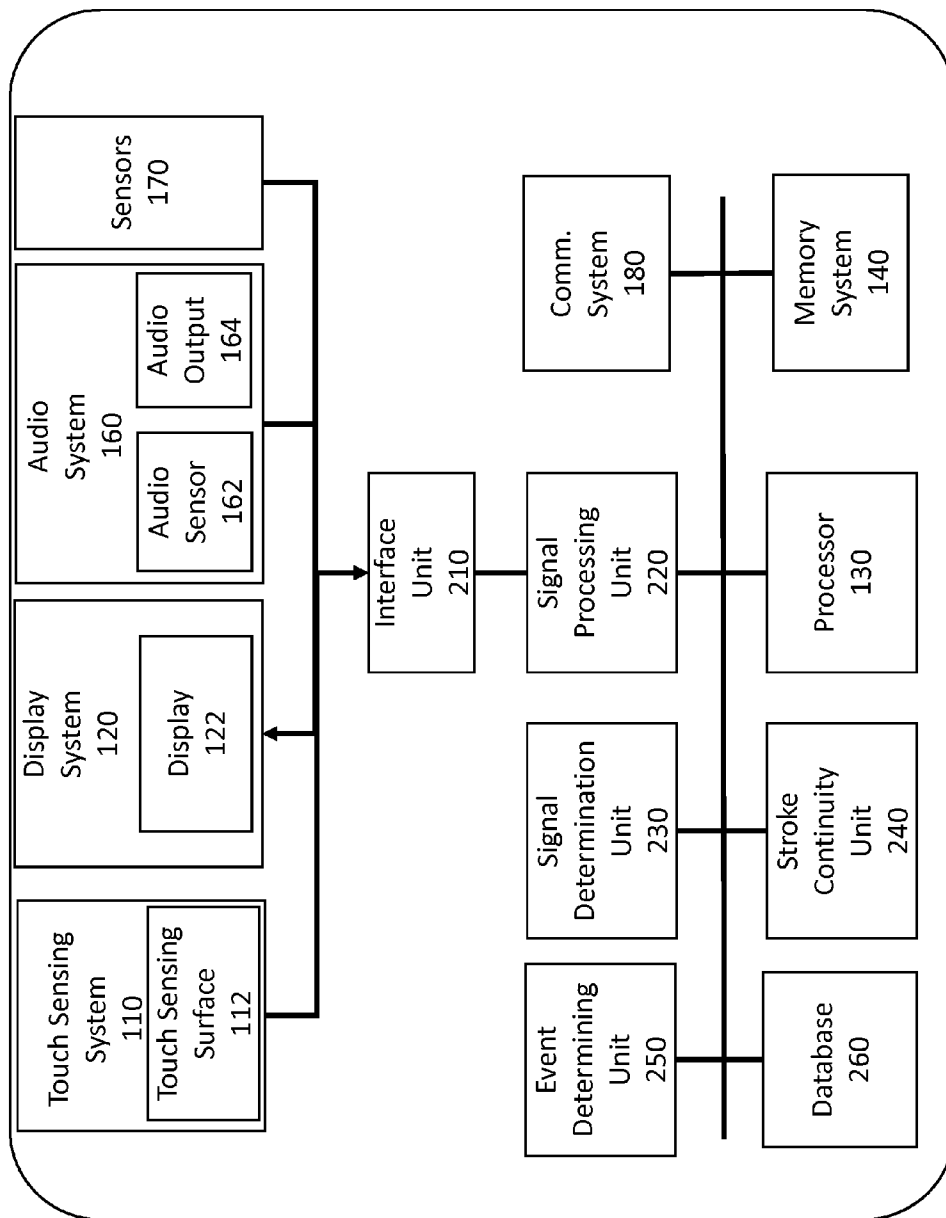 Touch Sensing
System
110
Touch Sensing
Surface
112
Display System
120
Display
122
Audio
System
160
Audio
Sensor
162
Audio
Output
164
Sensors
170
Interface
Unit
210
Event
Determining
Unit
250
Signal
Determination
Unit
230
Signal
Processing
Unit
220
Comm.
System
180
Database
260
Stroke
Continuity
Unit
240
Processor
130
Memory
System
140